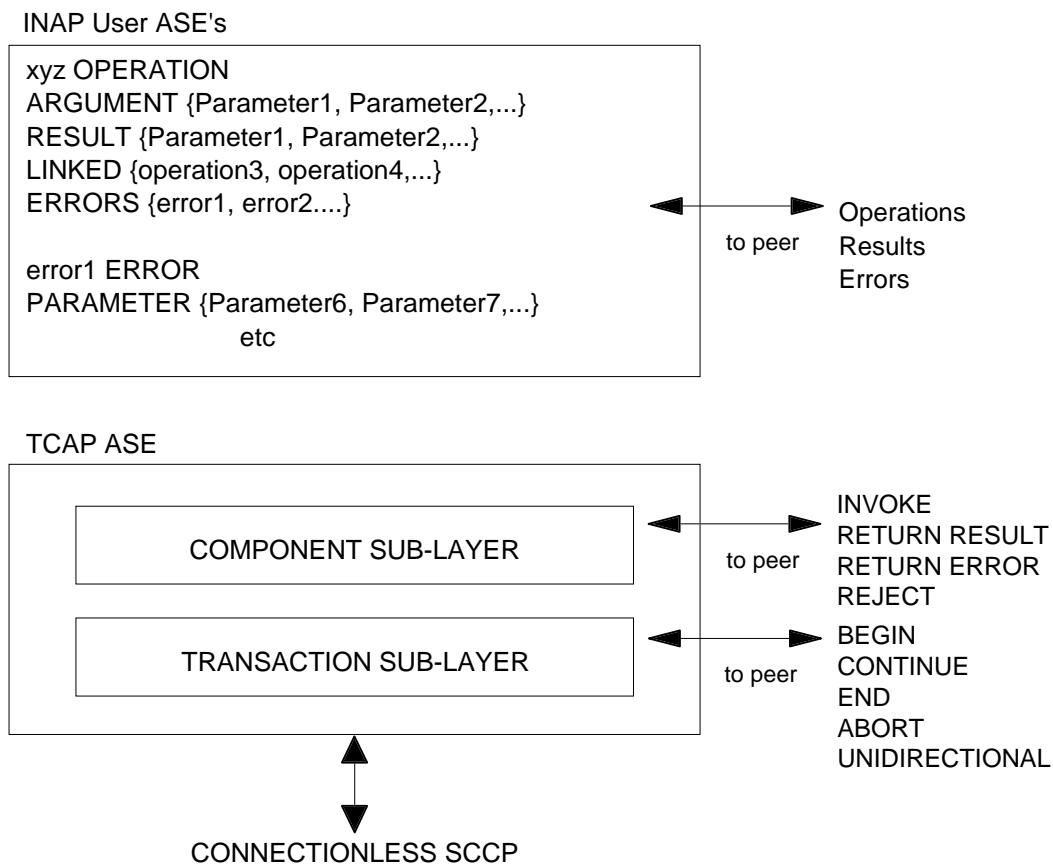 INAP User ASE's
xyz OPERATION
ARGUMENT {Parameter1, Parameter2,...}
RESULT {Parameter1, Parameter2,...}
LINKED {operation3, operation4,...}
ERRORS {error1, error2....}
error1 ERROR
PARAMETER {Parameter6, Parameter7,...}
etc
to peer
Operations
Results
Errors
TCAP ASE
COMPONENT SUB-LAYER
to peer
INVOKE
RETURN RESULT
RETURN ERROR
REJECT
TRANSACTION SUB-LAYER
to peer
BEGIN
CONTINUE
END
ABORT
UNIDIRECTIONAL
CONNECTIONLESS SCCP